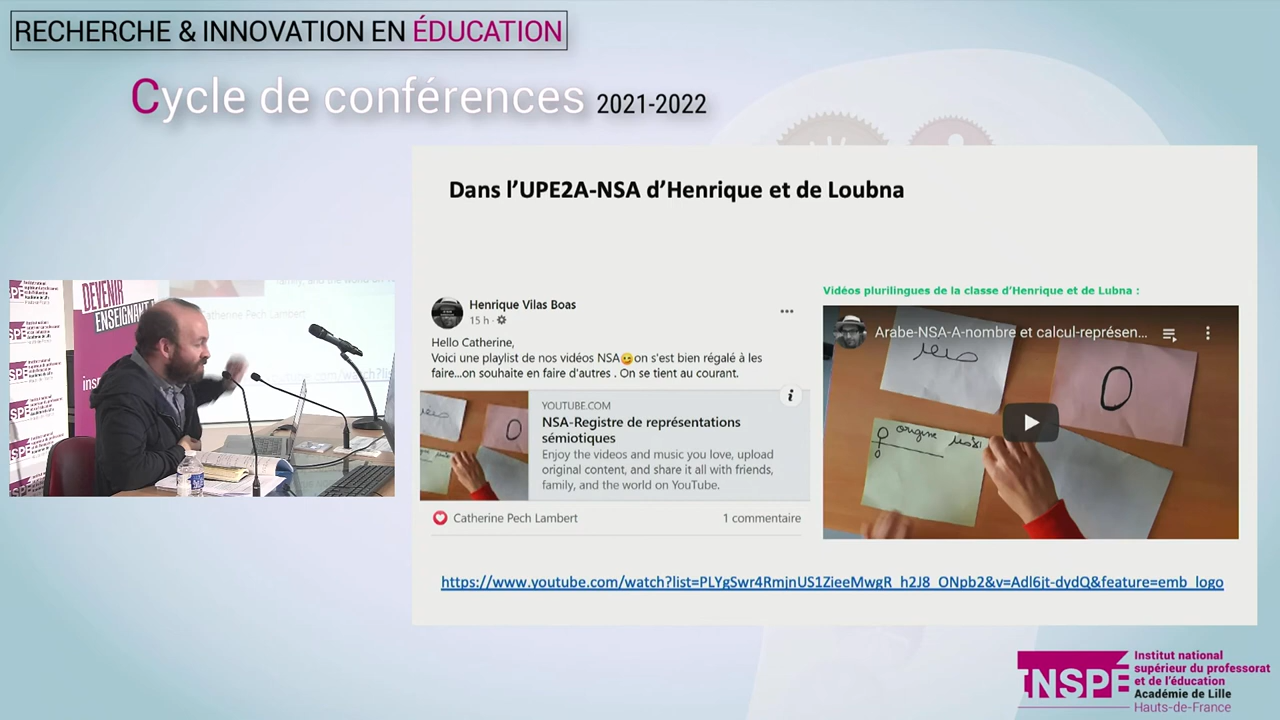 RECHERCHE & INNOVATION EN ÉDUCATION
Cycle de conférences 2021-2022
Dans l’UPE2A-NSA d’Henrique et de Loubna
Henrique Vilas Boas
15 h
Hello Catherine,
Voici une playlist de nos vidéos NSA😀on s'est bien régalé à les
faire...on souhaite en faire d'autres . On se tient au courant.
YOUTUBE.COM
NSA-Registre de représentations
sémiotiques
Enjoy the videos and music you love, upload
original content, and share it all with friends,
family, and the world on YouTube.
Catherine Pech Lambert
1 commentaire
Vidéos plurilingues de la classe d’Henrique et de Lubna :
Arabe-NSA-A-nombre et calcul-représen...
0
origine
https://www.youtube.com/watch?list=PLYgSwr4RmjnUS1ZieeMwgR_h2J8_ONpb2&v=Adl6jt-dydQ&feature=emb_logo
DEVENIR
ENSEIGNANT
Catherine Pech Lambert
INSPÉ
Institut national
supérieur du professorat
et de l’éducation
Académie de Lille
Hauts-de-France